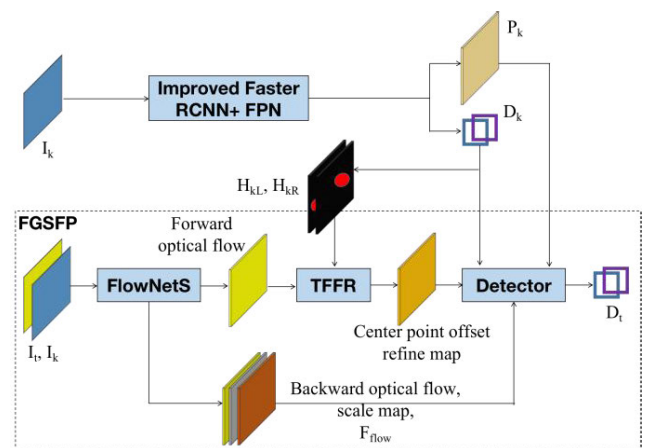 P_k
Improved Faster
RCNN+ FPN
D_k
I_k
H_kL, H_kR
FGSFP
Forward
optical flow
FlowNetS
TFFR
Detector
I_t, I_k
Center point offset
refine map
D_t
Backward optical flow,
scale map,
F_flow